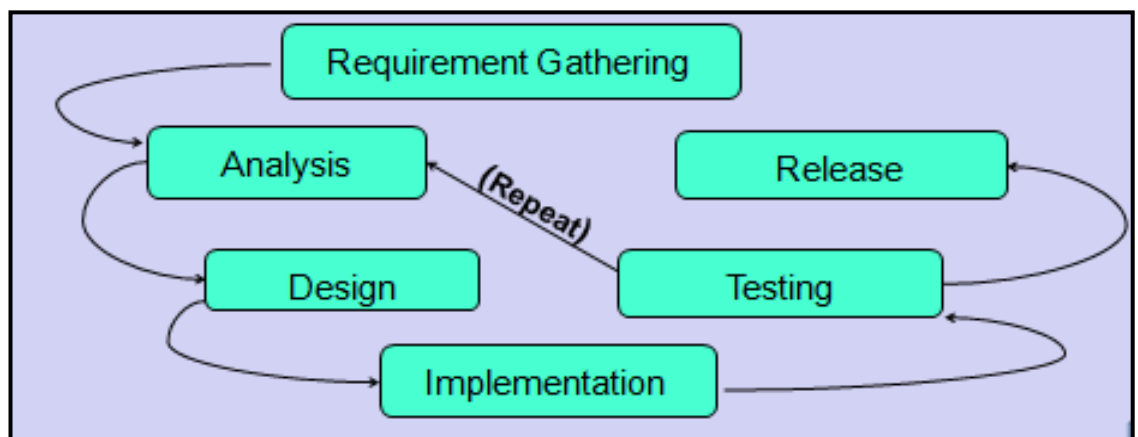 Requirement Gathering
Analysis
Release
(Repeat)
Design
Testing
Implementation